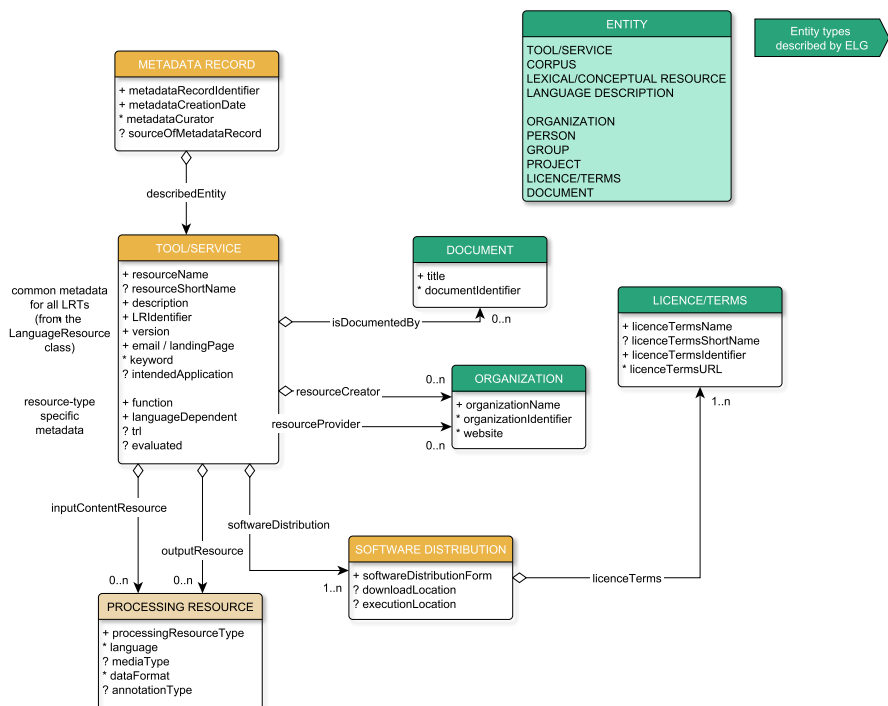 METADATA RECORD
+ metadataRecordIdentifier
+ metadataCreationDate
* metadataCurator
? sourceOfMetadataRecord
ENTITY
TOOL/SERVICE
CORPUS
LEXICAL/CONCEPTUAL RESOURCE
LANGUAGE DESCRIPTION
ORGANIZATION
PERSON
GROUP
PROJECT
LICENCE/TERMS
DOCUMENT
Entity types
described by ELG
describedEntity
common metadata
for all LRTs
(from the
LanguageResource
class)
resource-type
specific
metadata
TOOL/SERVICE
+ resourceName
? resourceShortName
+ description
+ LRIdentifier
+ version
+ email / landingPage
* keyword
? intendedApplication
+ function
+ languageDependent
? trl
? evaluated
isDocumentedBy
0..n
DOCUMENT
+ title
* documentIdentifier
resourceCreator
0..n
resourceProvider
0..n
ORGANIZATION
+ organizationName
* organizationIdentifier
* website
LICENCE/TERMS
+ licenceTermsName
? licenceTermsShortName
+ licenceTermsIdentifier
* licenceTermsURL
1..n
inputContentResource
0..n
outputResource
0..n
softwareDistribution
1..n
SOFTWARE DISTRIBUTION
+ softwareDistributionForm
? downloadLocation
? executionLocation
licenceTerms
PROCESSING RESOURCE
+ processingResourceType
* language
? mediaType
* dataFormat
? annotationType